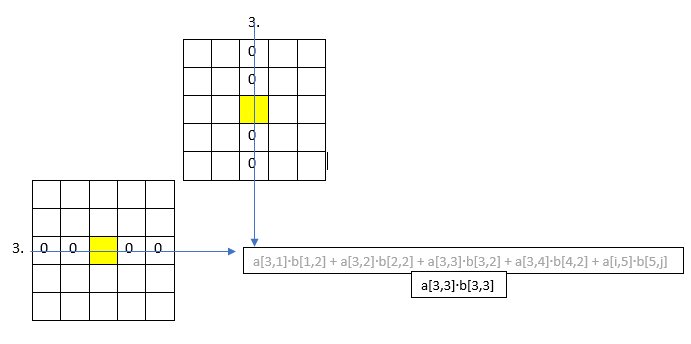 3.
0
0
0
0
3. 0 0 0 0
a[3,1]·b[1,2] + a[3,2]·b[2,2] + a[3,3]·b[3,2] + a[3,4]·b[4,2] + a[i,5]·b[5,j]
a[3,3]·b[3,3]